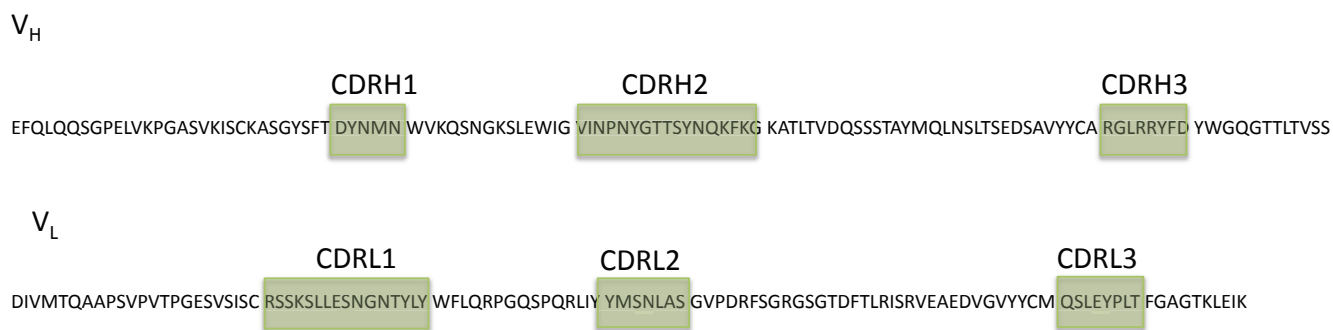 VH
CDRH1 CDRH2 CDRH3
EFQLQQSGPELVKPGASVKISCKASGYSFT DYNMN WVKQSNGKSLEWIG VINPNYGTTSYNQKFKG KATLTVDQSSSTAYMQLNSLTSEDSAVYYCA RGLRRYFD YWGQGTTLTVSS
VL
CDRL1 CDRL2 CDRL3
DIVMTQAAPSVPVTPGESVSISC RSSKSLLESNGNTYLY WFLQRPGQSPQRLIY YMSNLAS GVPDRFSGRGSGTDFTLRISRVEAEDVGVYYCM QSLEYPLT FGAGTKLEIK